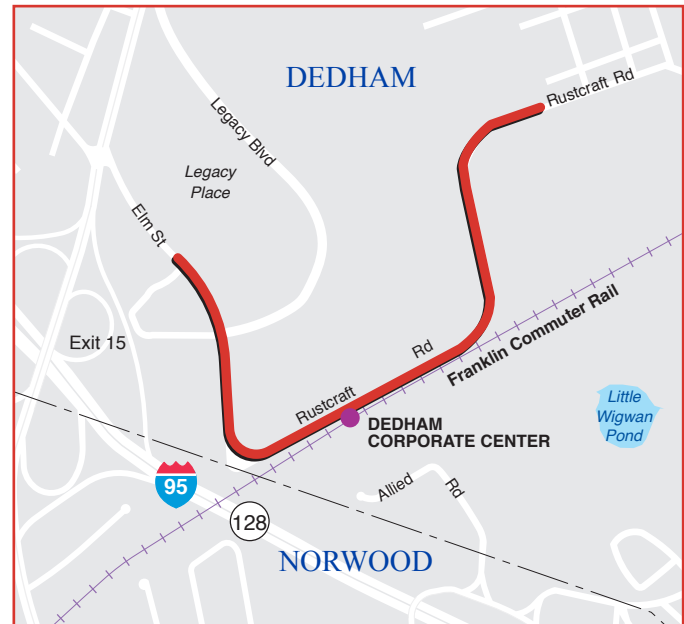 DEDHAM
Rustcraft Rd
Legacy Blvd
Legacy
Place
Elm St
Exit 15
Rustcraft Rd
Franklin Commuter Rail
DEDHAM
CORPORATE CENTER
Little
Wigwan
Pond
95
Allied Rd
128
NORWOOD